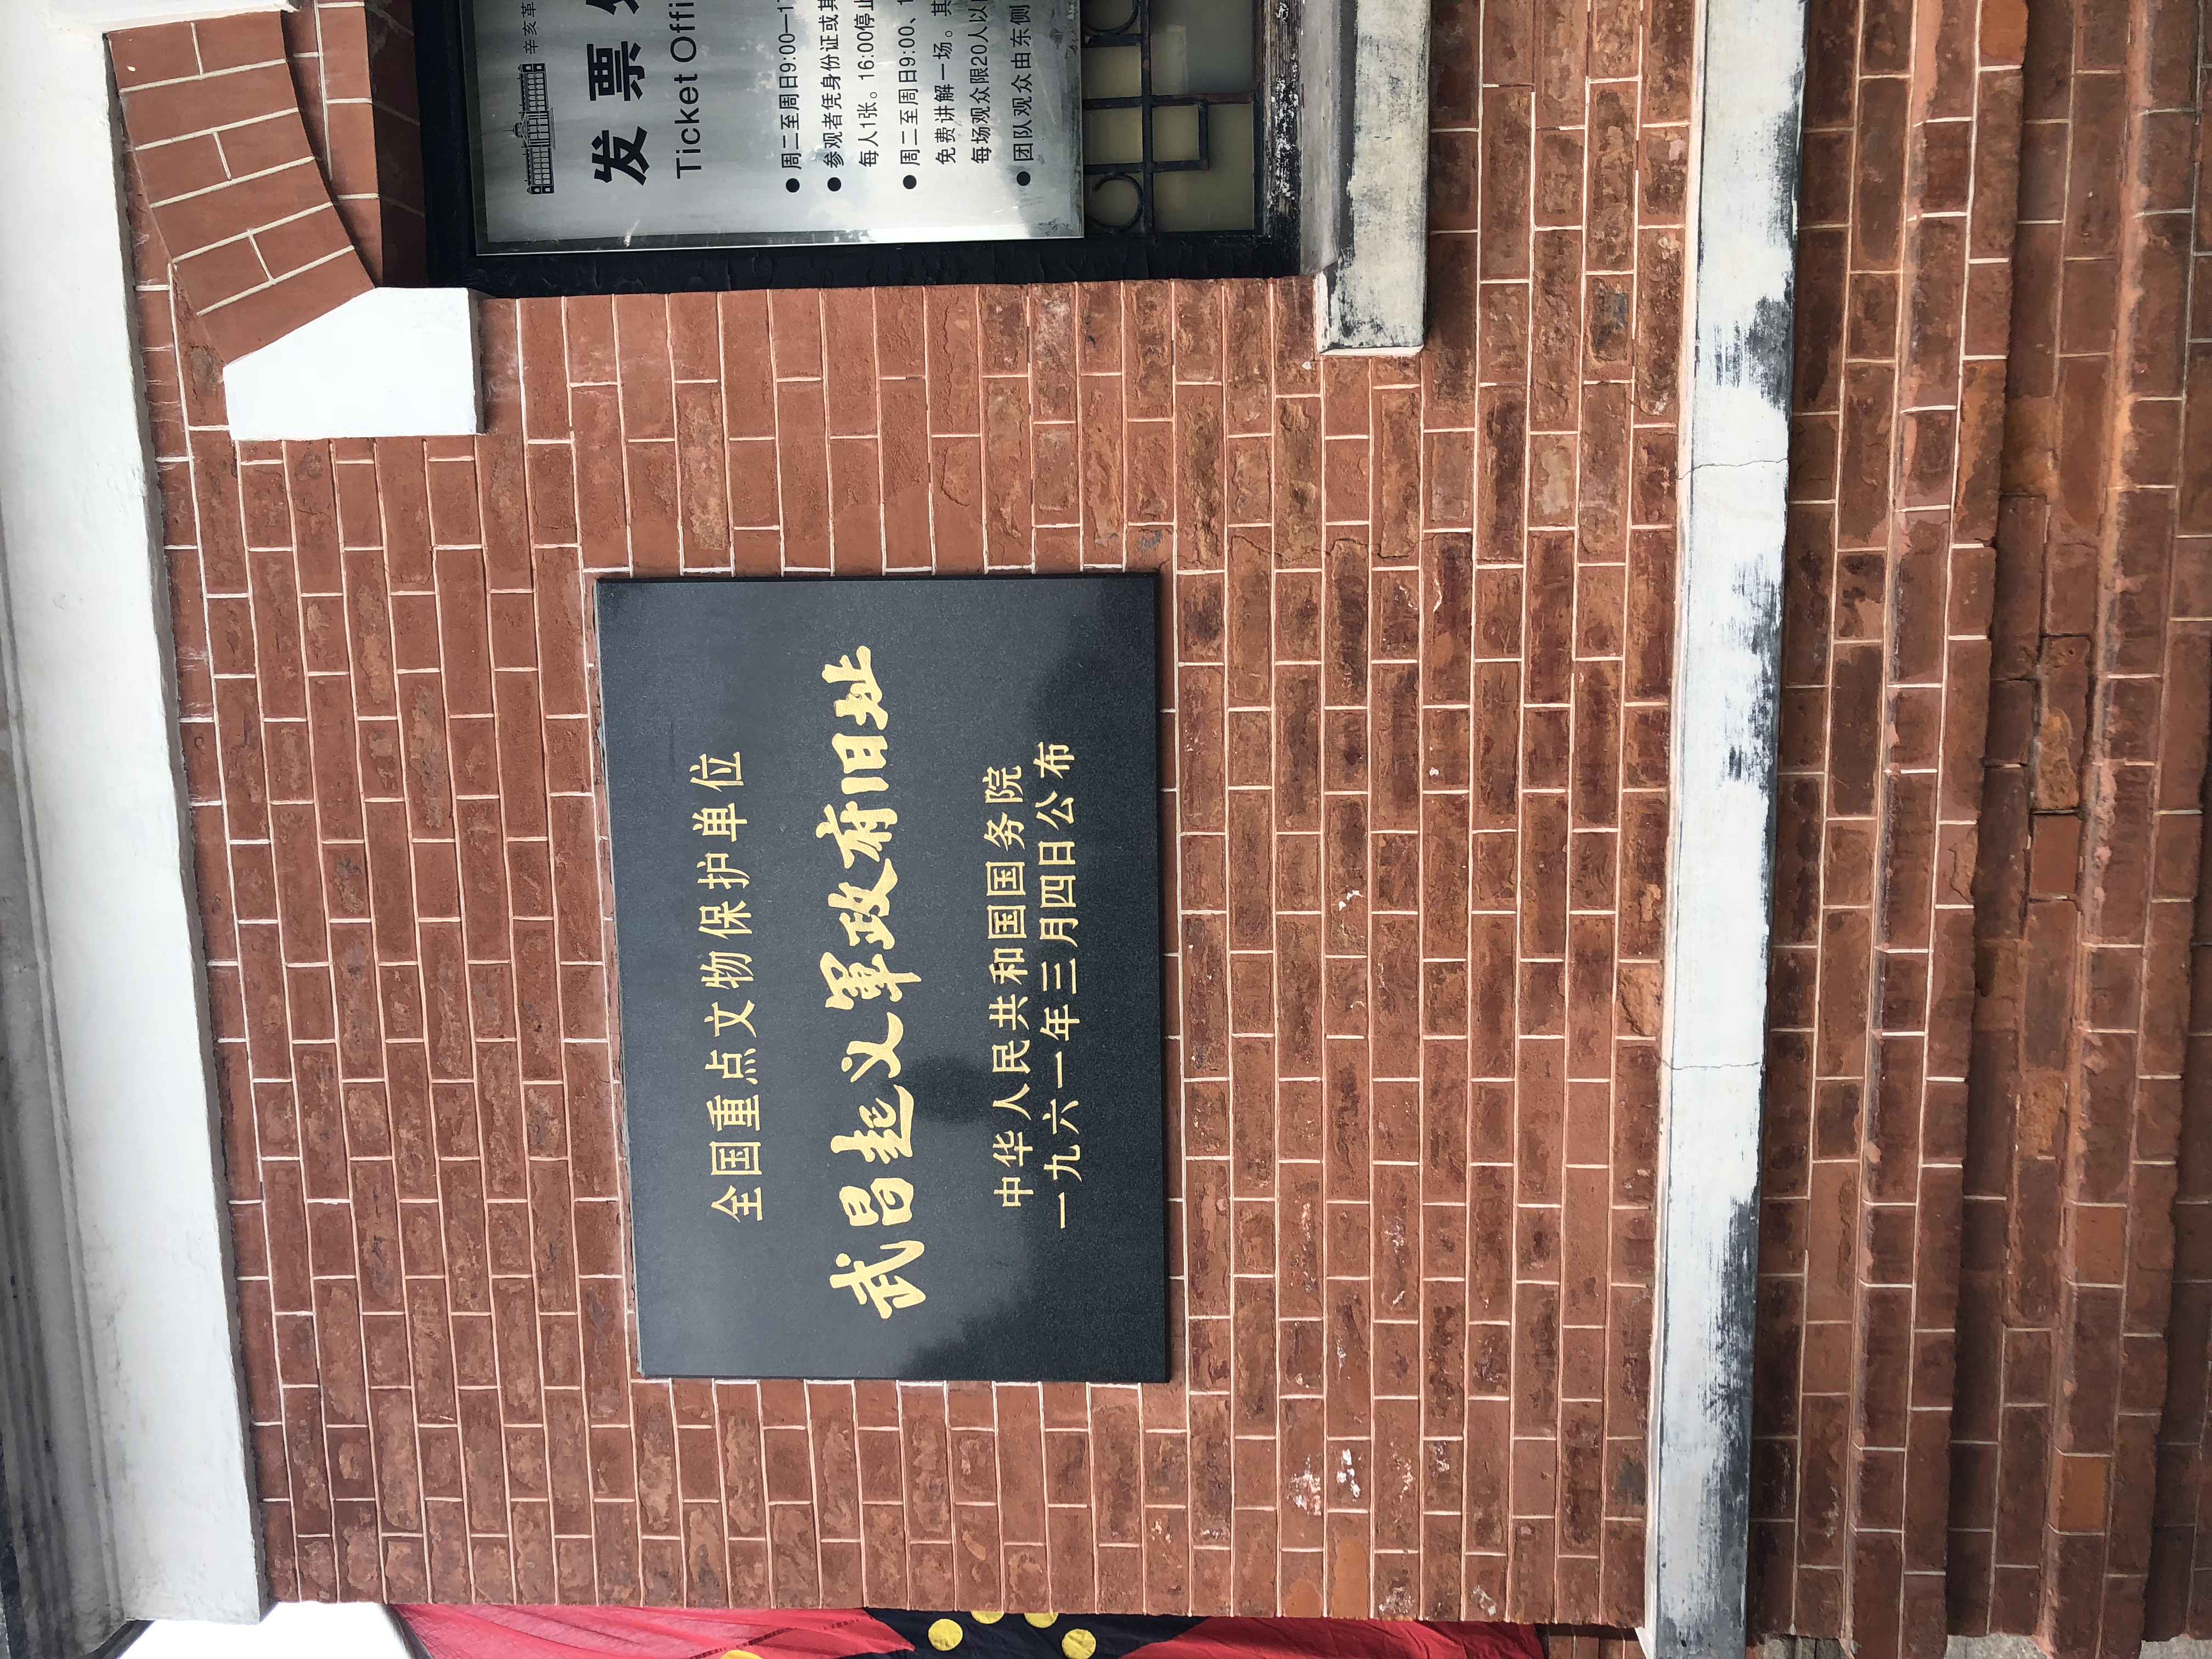 全国重点文物保护单位
武昌起义军政府旧址
中华人民共和国国务院
一九六一年三月四日公布
辛亥革
发票
Ticket Offi
●周二至周日9:00—1
●参观者凭身份证或其
每人1张。16:00停止
●周二至周日9:00、1
免费讲解一场。其
每场观众限20人以
●团队观众由东侧